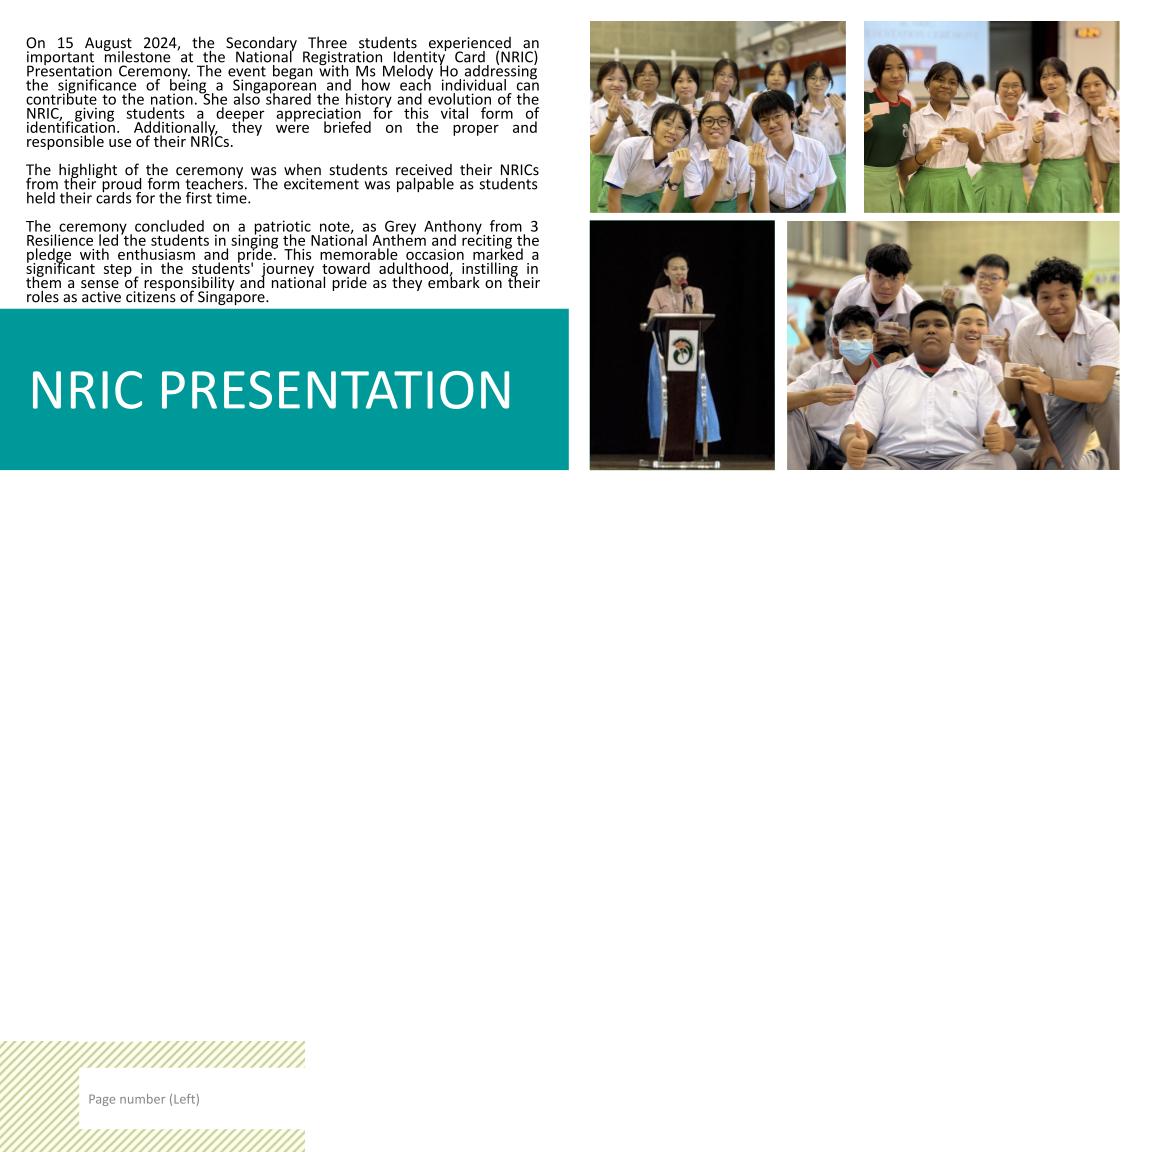 On 15 August 2024, the Secondary Three students experienced an
important milestone at the National Registration Identity Card (NRIC)
Presentation Ceremony. The event began with Ms Melody Ho addressing
the significance of being a Singaporean and how each individual can
contribute to the nation. She also shared the history and evolution of the
NRIC, giving students a deeper appreciation for this vital form of
identification. Additionally, they were briefed on the proper and
responsible use of their NRICs.
The highlight of the ceremony was when students received their NRICs
from their proud form teachers. The excitement was palpable as students
held their cards for the first time.
The ceremony concluded on a patriotic note, as Grey Anthony from 3
Resilience led the students in singing the National Anthem and reciting the
pledge with enthusiasm and pride. This memorable occasion marked a
significant step in the students' journey toward adulthood, instilling in
them a sense of responsibility and national pride as they embark on their
roles as active citizens of Singapore.
NRIC PRESENTATION
Page number (Left)